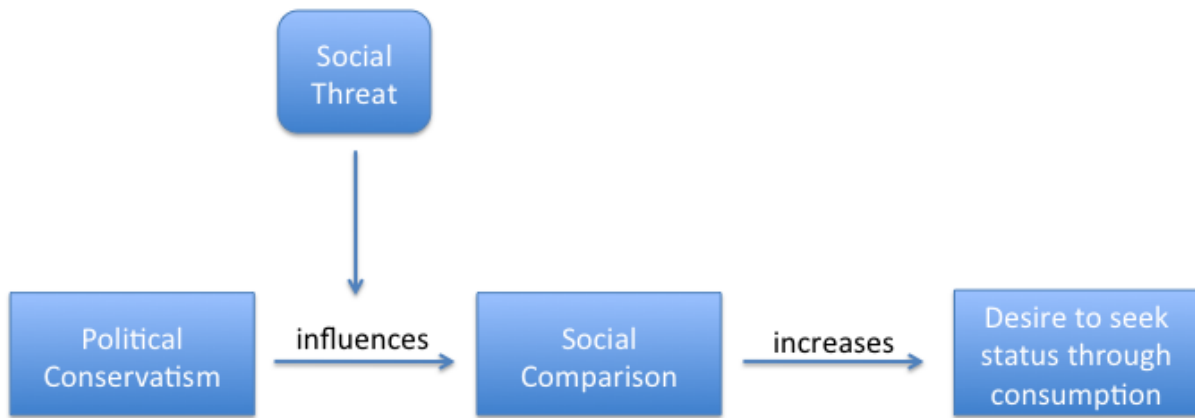 Social
Threat
Political
Conservatism
influences
Social
Comparison
increases
Desire to seek
status through
consumption